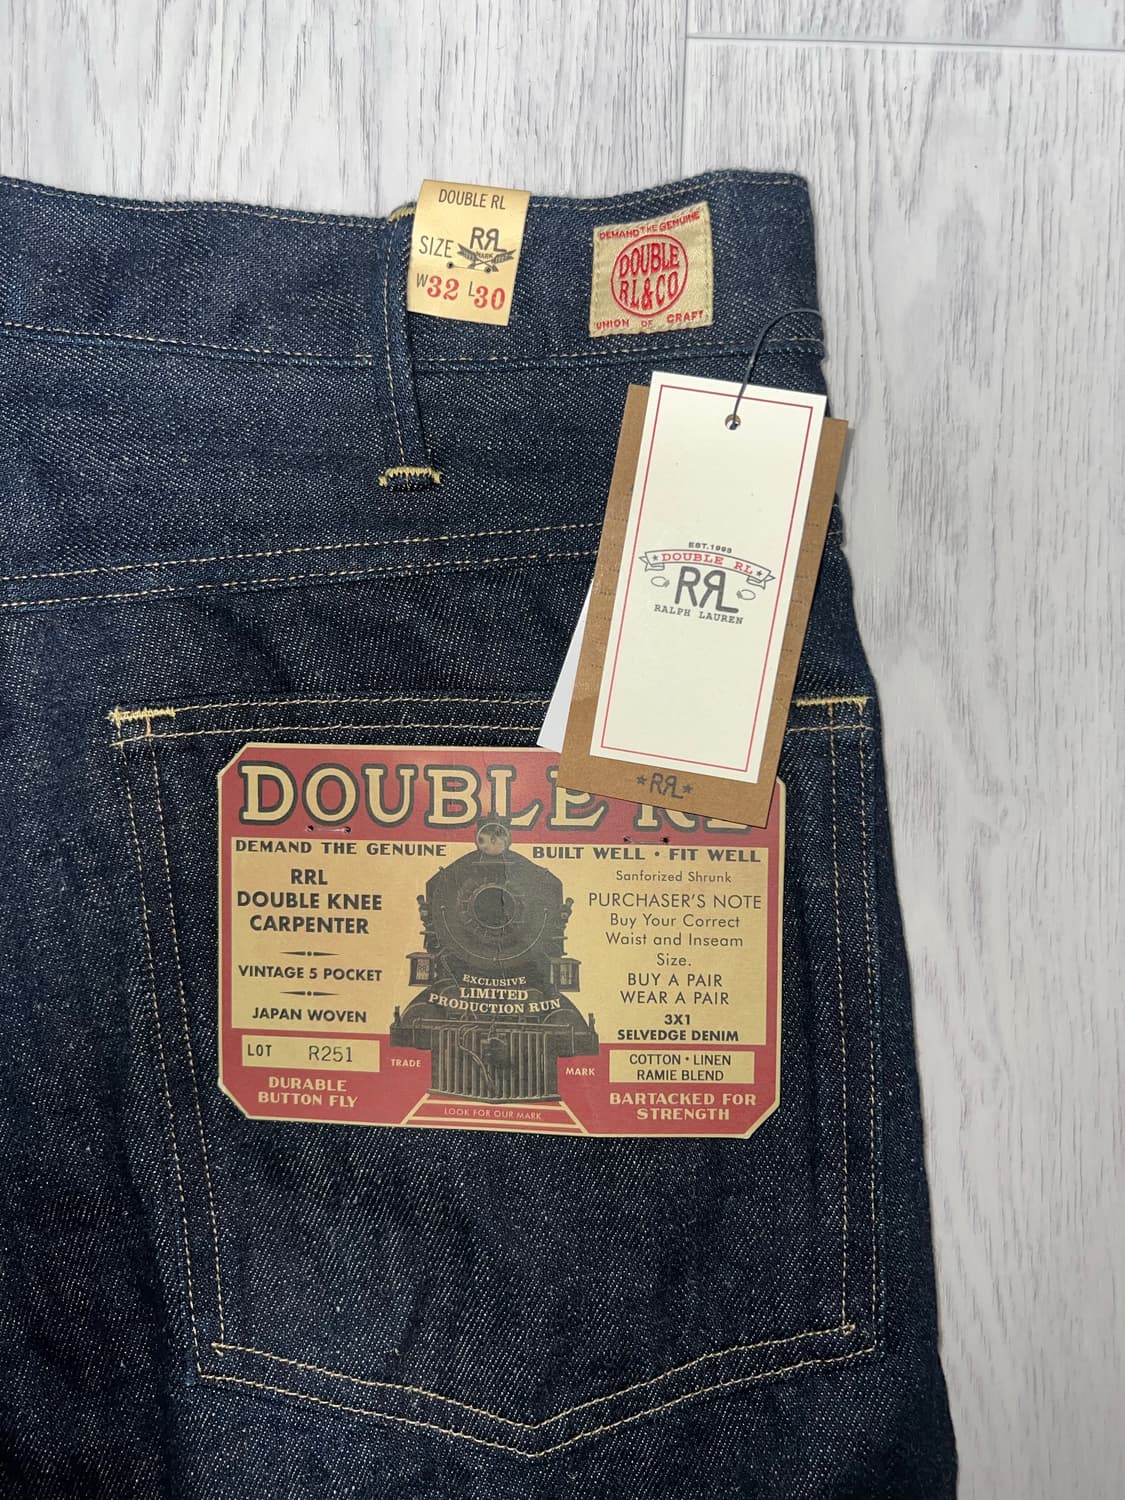 DOUBLE RL
SIZE RRL
MARK
W32 L30
DEMAND THE GENUINE
DOUBLE
RL&CO
UNION OF CRAFT
EST.1993
DOUBLE RL
RRL
RALPH LAUREN
RRL
DOUBLE RL
DEMAND THE GENUINE
BUILT WELL • FIT WELL
RRL
DOUBLE KNEE
CARPENTER
VINTAGE 5 POCKET
JAPAN WOVEN
LOT R251
DURABLE
BUTTON FLY
EXCLUSIVE
LIMITED
PRODUCTION RUN
TRADE
MARK
LOOK FOR OUR MARK
Sanforized Shrunk
PURCHASER'S NOTE
Buy Your Correct
Waist and Inseam
Size.
BUY A PAIR
WEAR A PAIR
3X1
SELVEDGE DENIM
COTTON • LINEN
RAMIE BLEND
BARTACKED FOR
STRENGTH